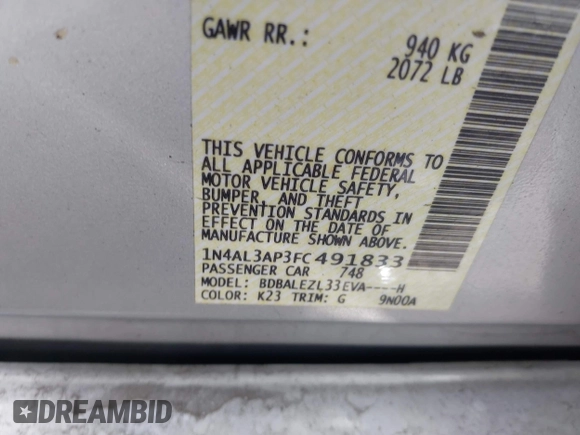 GAWR RR.: 940 KG
2072 LB
THIS VEHICLE CONFORMS TO
ALL APPLICABLE FEDERAL
MOTOR VEHICLE SAFETY,
BUMPER, AND THEFT
PREVENTION STANDARDS IN
EFFECT ON THE DATE OF
MANUFACTURE SHOWN ABOVE.
1N4AL3AP3FC491833
PASSENGER CAR 748
MODEL: BDBALEZL33EVA----H
COLOR: K23 TRIM: G 9N00A
DREAMBID